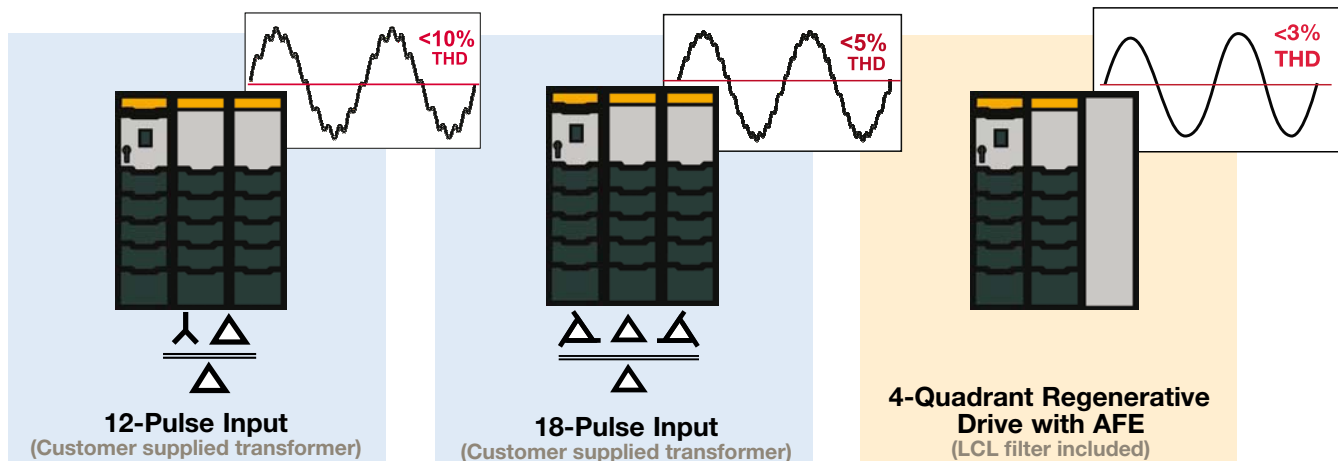 <10%
THD
12-Pulse Input
(Customer supplied transformer)
<5%
THD
18-Pulse Input
(Customer supplied transformer)
<3%
THD
4-Quadrant Regenerative
Drive with AFE
(LCL filter included)